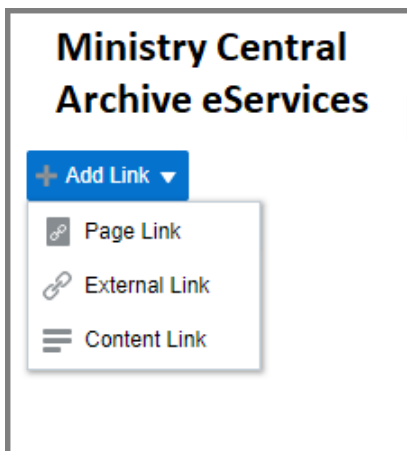 Ministry Central
Archive eServices
Add Link
Page Link
External Link
Content Link